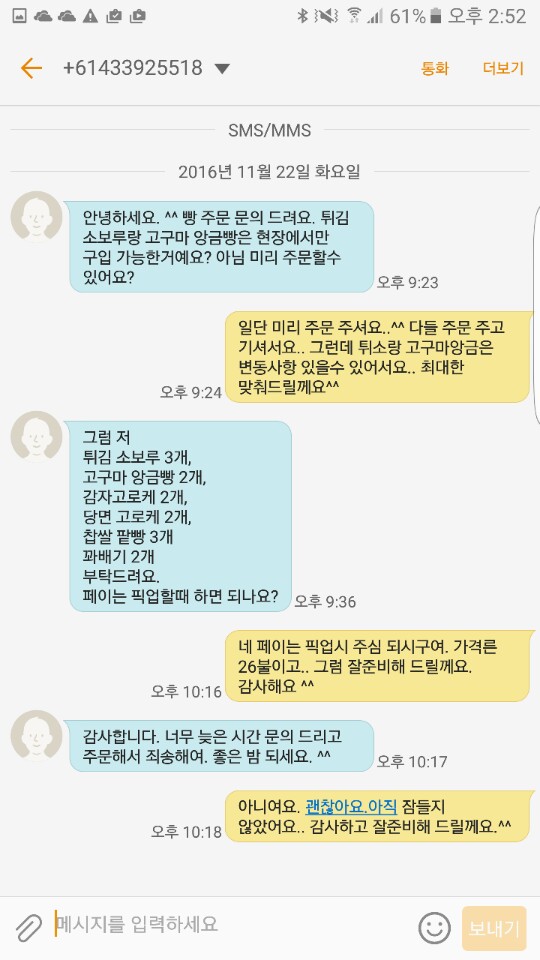 61% 오후 2:52
+61433925518
통화
더보기
SMS/MMS
2016년 11월 22일 화요일
안녕하세요. ^^ 빵 주문 문의 드려요. 튀김
소보루랑 고구마 앙금빵은 현장에서만
구입 가능한거예요? 아님 미리 주문할수
있어요?
오후 9:23
일단 미리 주문 주셔요..^^ 다들 주문 주고
기셔서요.. 그런데 튀소랑 고구마앙금은
변동사항 있을수 있어서요.. 최대한
맞춰드릴께요^^
오후 9:24
그럼 저
튀김 소보루 3개,
고구마 앙금빵 2개,
감자고로케 2개,
당면 고로케 2개,
찹쌀 팥빵 3개
꽈배기 2개
부탁드려요.
페이는 픽업할때 하면 되나요?
오후 9:36
네 페이는 픽업시 주심 되시구여. 가격른
26불이고.. 그럼 잘준비해 드릴께요.
감사해요 ^^
오후 10:16
감사합니다. 너무 늦은 시간 문의 드리고
주문해서 죄송해여. 좋은 밤 되세요. ^^
오후 10:17
아니여요. 괜찮아요.아직 잠들지
않았어요.. 감사하고 잘준비해 드릴께요.^^
오후 10:18
메시지를 입력하세요
보내기